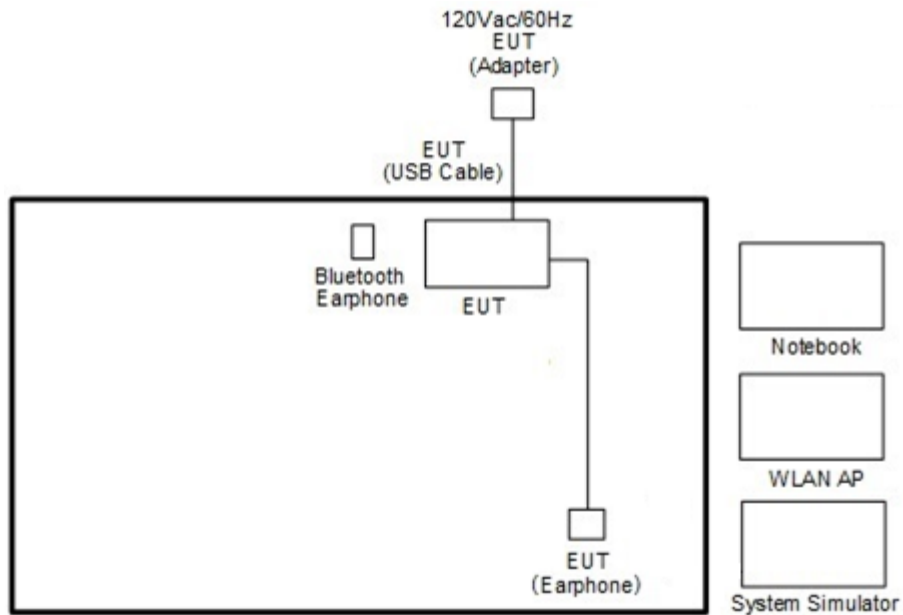 120Vac/60Hz
EUT
(Adapter)
EUT
(USB Cable)
Bluetooth
Earphone
EUT
Notebook
WLAN AP
EUT
(Earphone)
System Simulator